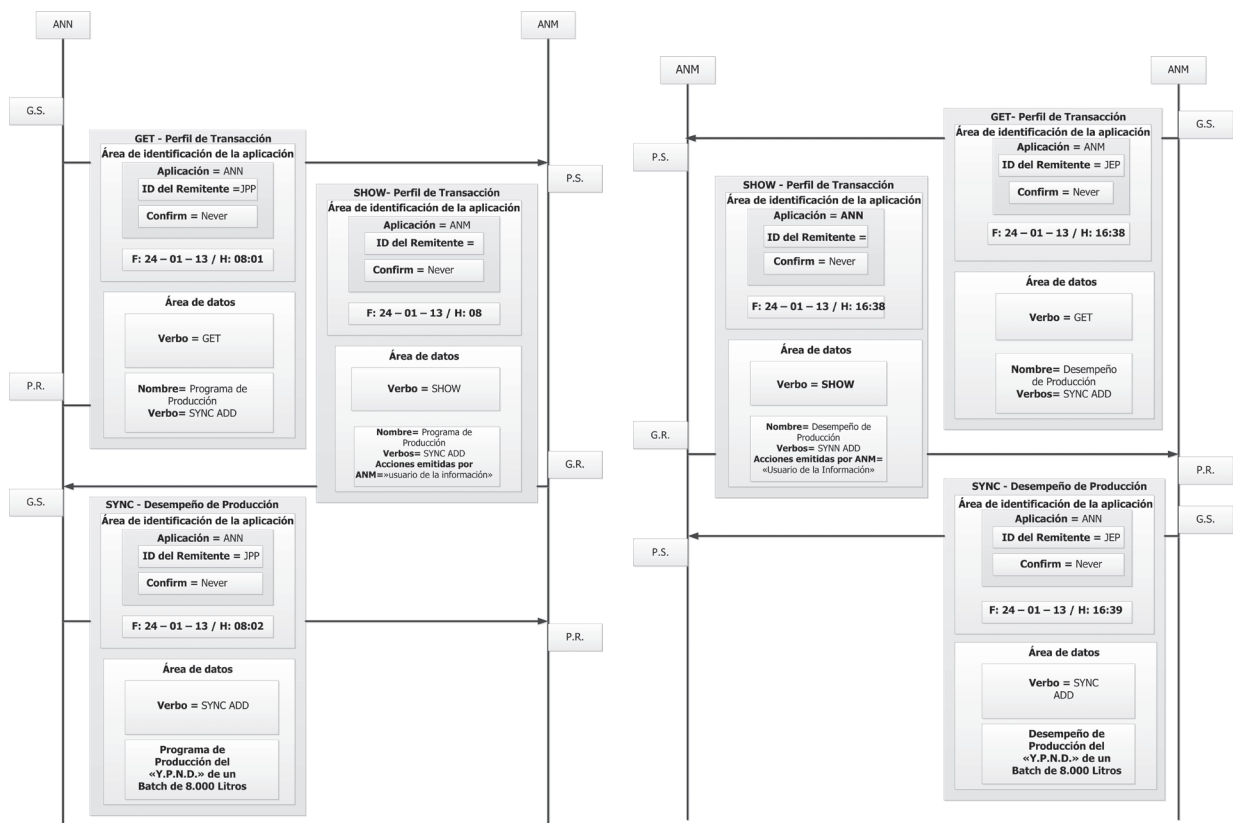 ANN
ANM
G.S.
GET - Perfil de Transacción
Área de identificación de la aplicación
Aplicación = ANN
ID del Remitente =JPP
Confirm = Never
F: 24 – 01 – 13 / H: 08:01
Área de datos
Verbo = GET
Nombre= Programa de
Producción
Verbos= SYNC ADD
P.S.
SHOW- Perfil de Transacción
Área de identificación de la aplicación
Aplicación = ANM
ID del Remitente =
Confirm = Never
F: 24 – 01 – 13 / H: 08
Área de datos
Verbo = SHOW
Nombre= Programa de
Producción
Verbos= SYNC ADD
Acciones emitidas por
ANM=»usuario de la información»
P.R.
G.R.
G.S.
SYNC - Desempeño de Producción
Área de identificación de la aplicación
Aplicación = ANN
ID del Remitente = JPP
Confirm = Never
F: 24 – 01 – 13 / H: 08:02
Área de datos
Verbo = SYNC ADD
Programa de
Producción del
«Y.P.N.D.» de un
Batch de 8.000 Litros
P.R.
ANM
ANM
G.S.
GET- Perfil de Transacción
Área de identificación de la aplicación
Aplicación = ANM
ID del Remitente = JEP
Confirm = Never
F: 24 – 01 – 13 / H: 16:38
Área de datos
Verbo = GET
Nombre= Desempeño
de Producción
Verbos= SYNC ADD
P.S.
SHOW - Perfil de Transacción
Área de identificación de la aplicación
Aplicación = ANN
ID del Remitente =
Confirm = Never
F: 24 – 01 – 13 / H: 16:38
Área de datos
Verbo = SHOW
Nombre= Desempeño de
Producción
Verbos= SYNN ADD
Acciones emitidas por ANM=
«Usuario de la Información»
G.R.
P.R.
SYNC - Desempeño de Producción
Área de identificación de la aplicación
Aplicación = ANN
ID del Remitente = JEP
Confirm = Never
F: 24 – 01 – 13 / H: 16:39
Área de datos
Verbo = SYNC
ADD
Desempeño de
Producción del
«Y.P.N.D.» de un
Batch de 8.000 Litros
G.S.
P.S.